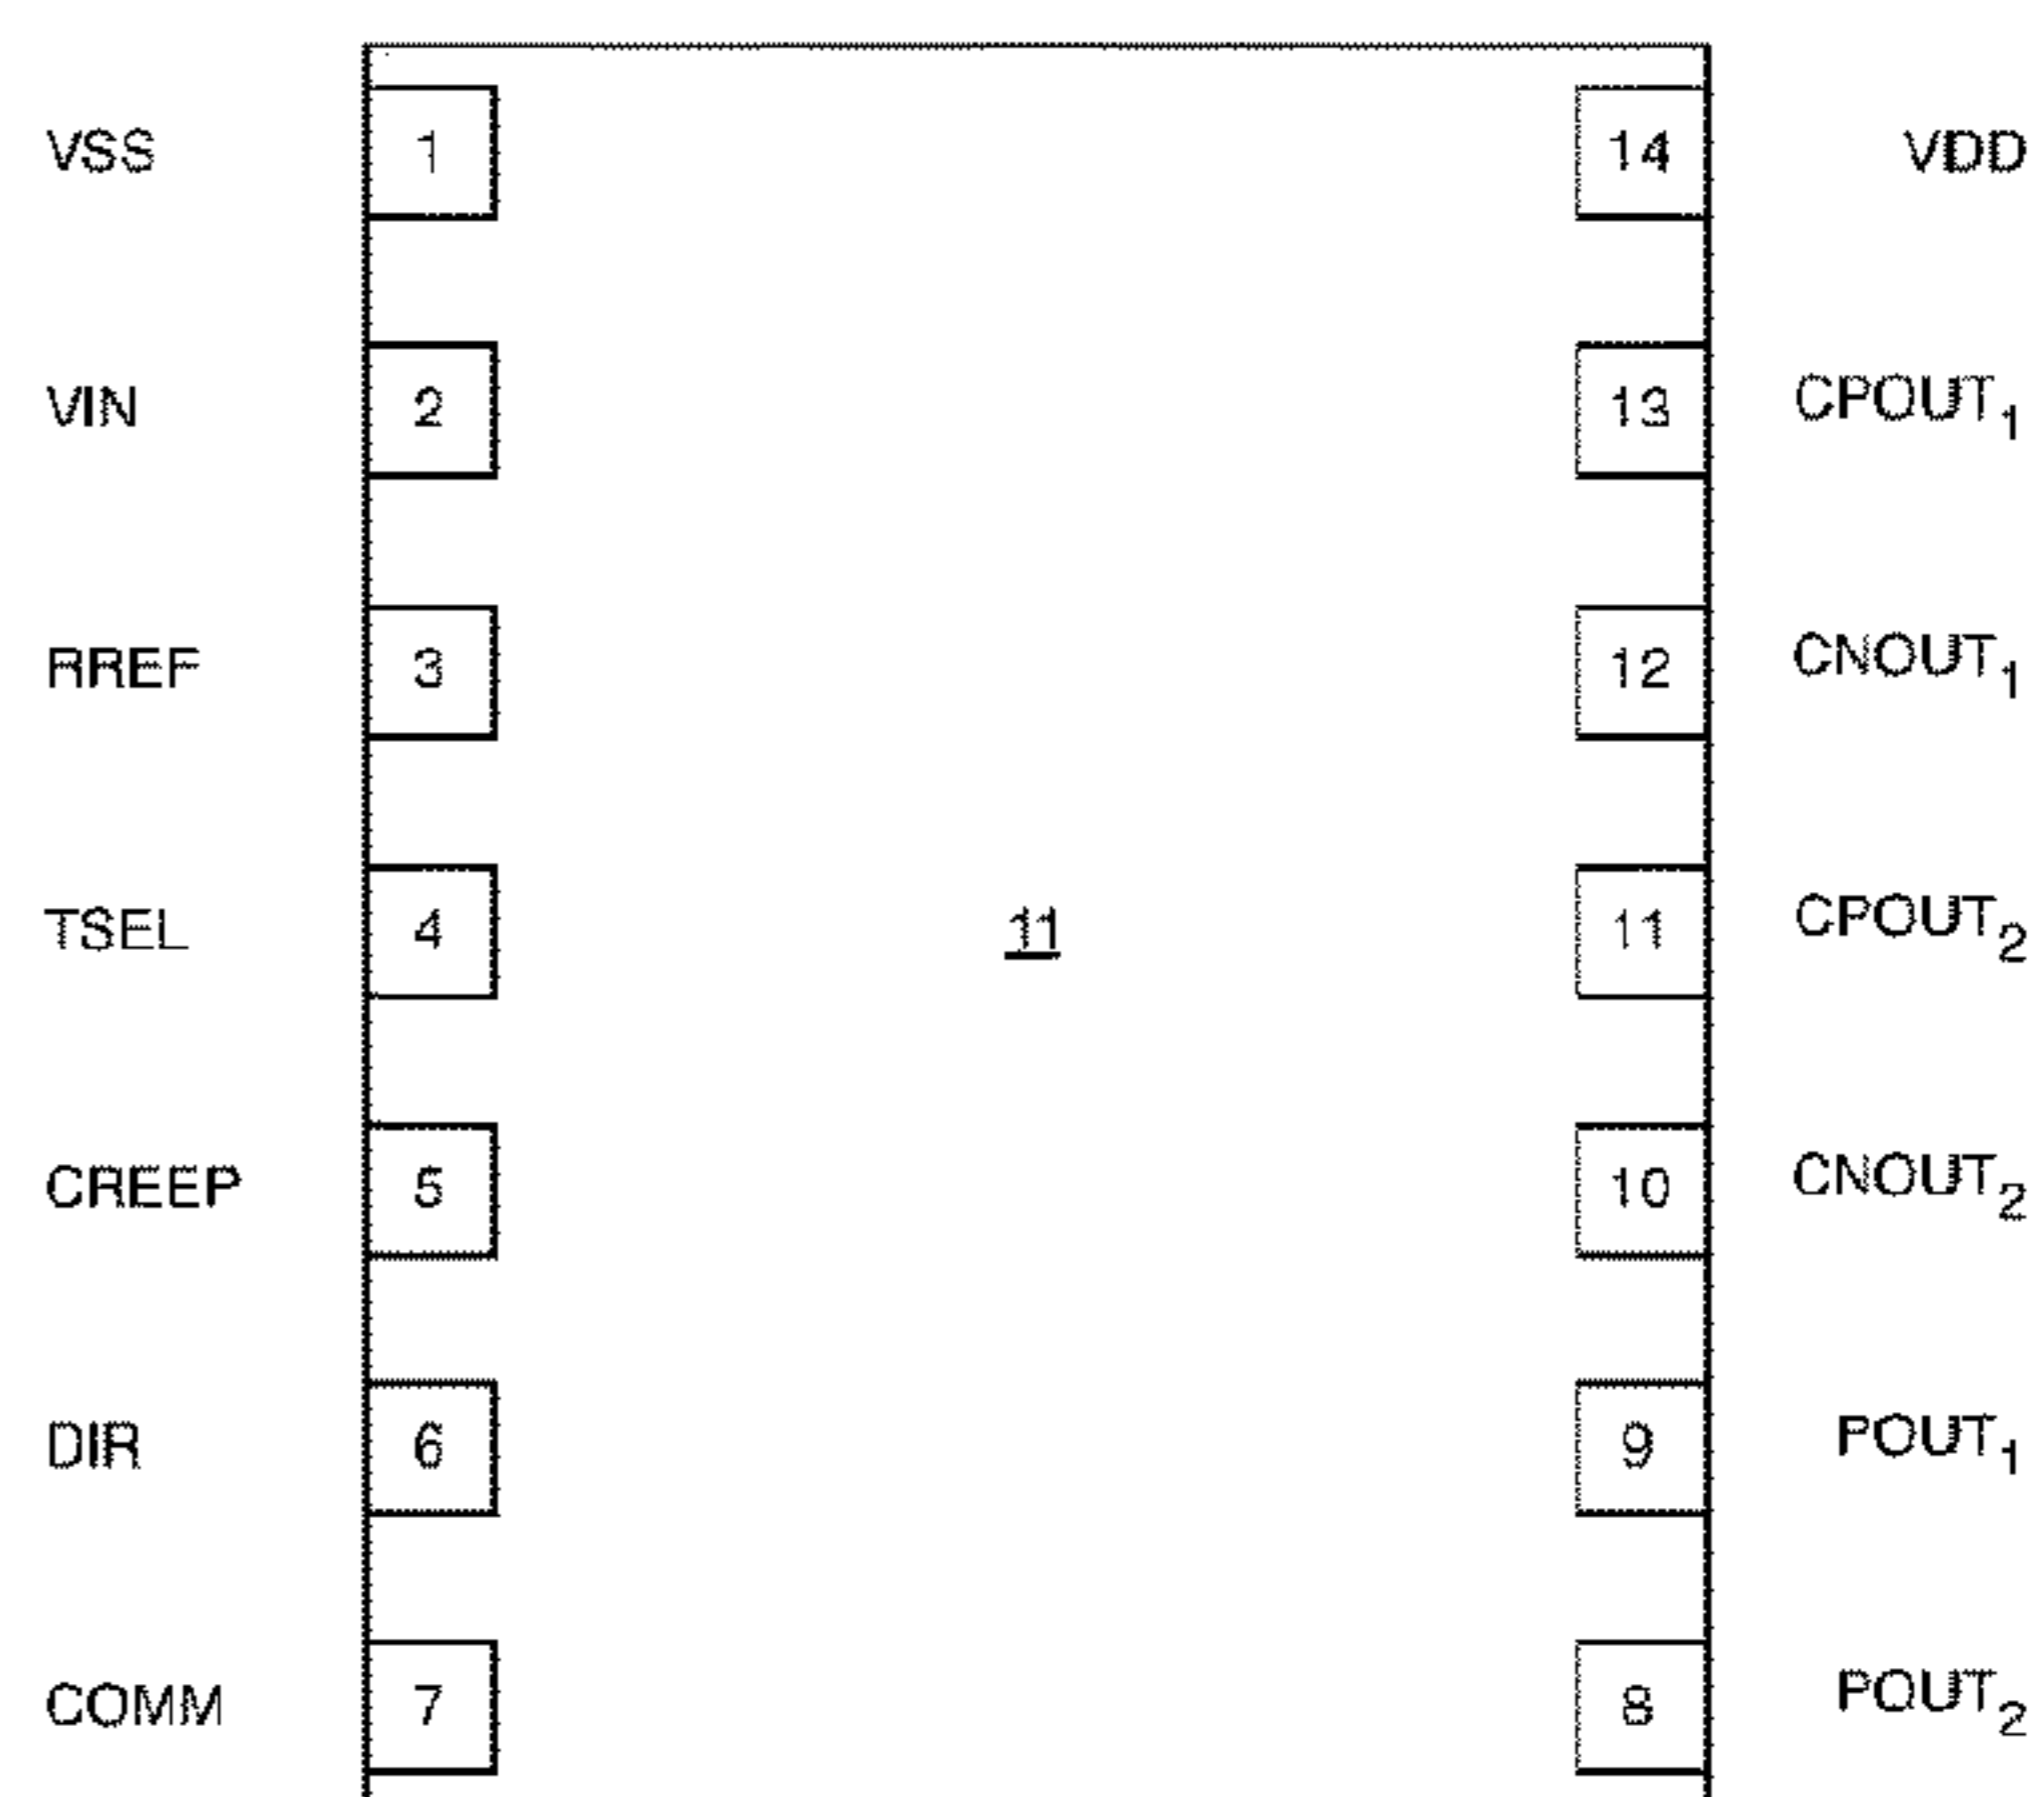 VSS 1 14 VDD
VIN 2 13 CPOUT₁
RREF 3 12 CNOUT₁
TSEL 4 11 11 CPOUT₂
CREEP 5 10 CNOUT₂
DIR 6 9 POUT₁
COMM 7 8 POUT₂